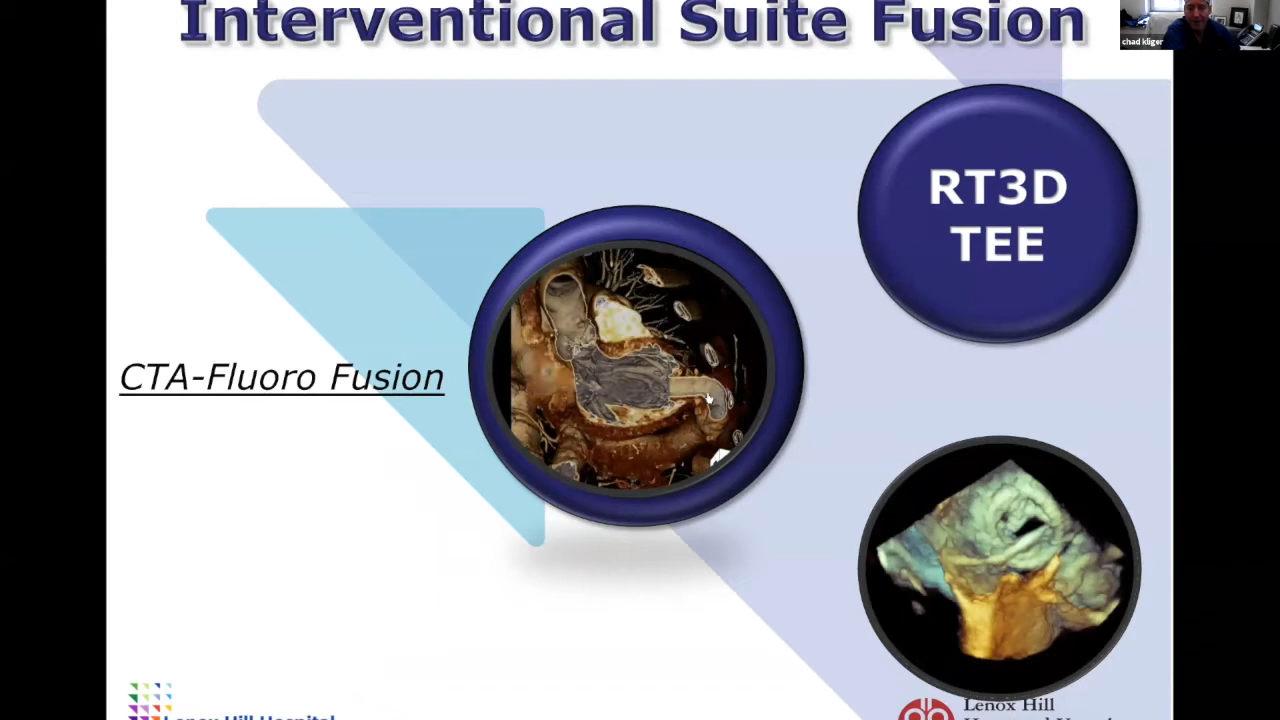 Interventional Suite Fusion
chad kliger
RT3D
TEE
CTA-Fluoro Fusion
Lenox Hill Hospital
Lenox Hill